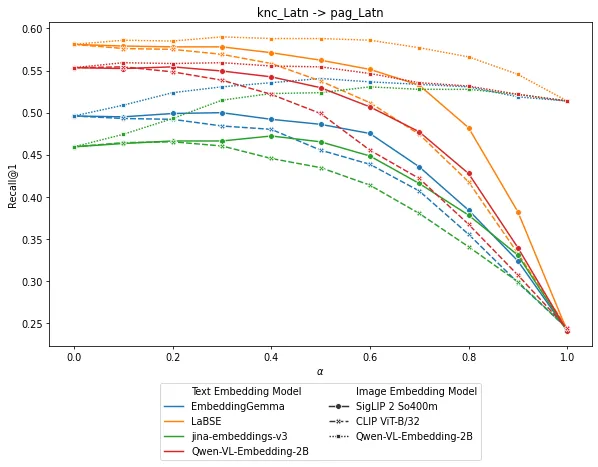 knc_Latn -> pag_Latn
0.60
0.55
0.50
0.45
0.40
0.35
0.30
0.25
Recall@1
0.0 0.2 0.4 0.6 0.8 1.0
α
Text Embedding Model
EmbeddingGemma
LaBSE
jina-embeddings-v3
Qwen-VL-Embedding-2B
Image Embedding Model
SigLIP 2 So400m
CLIP ViT-B/32
Qwen-VL-Embedding-2B